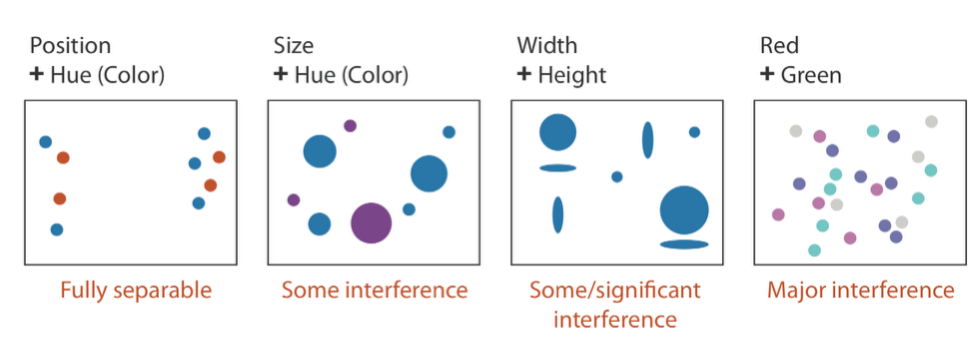 Position
+ Hue (Color)
Size
+ Hue (Color)
Width
+ Height
Red
+ Green
Fully separable
Some interference
Some/significant
interference
Major interference